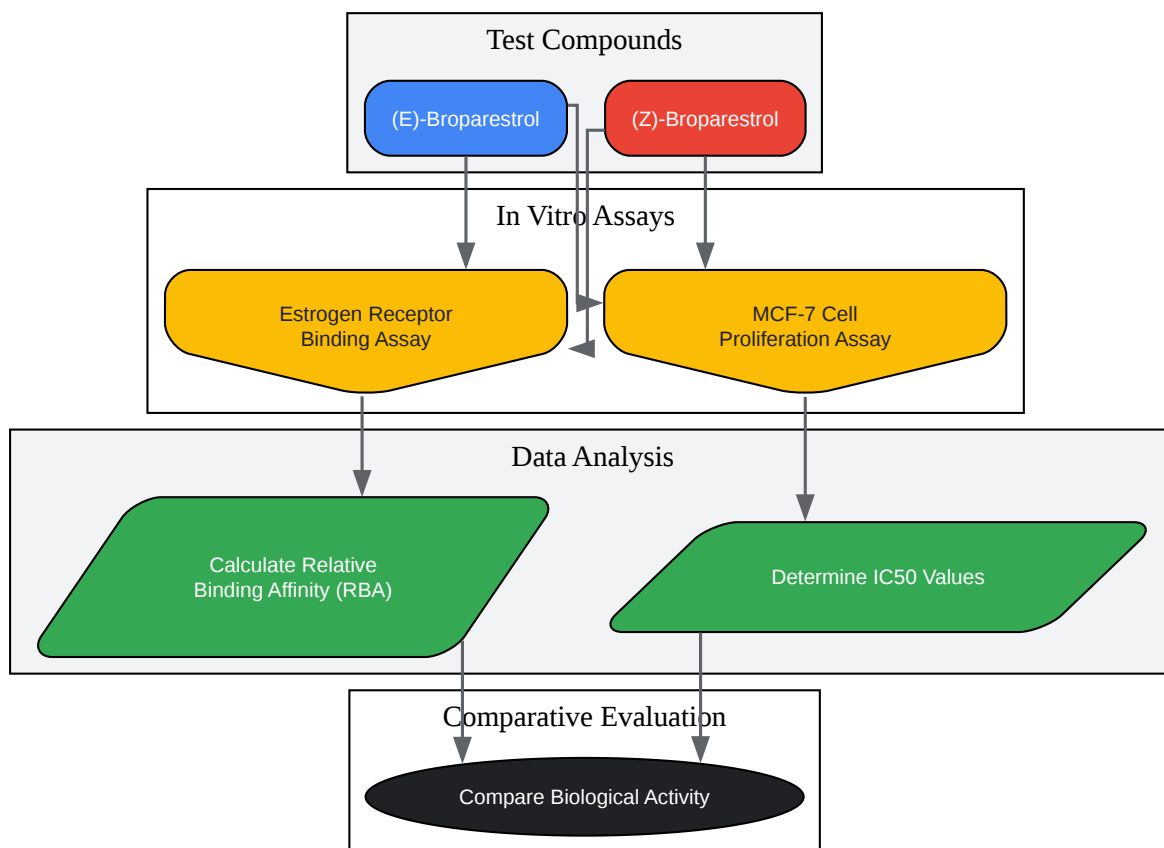 Test Compounds
(E)-Broparestrol
(Z)-Broparestrol
In Vitro Assays
Estrogen Receptor
Binding Assay
MCF-7 Cell
Proliferation Assay
Data Analysis
Calculate Relative
Binding Affinity (RBA)
Determine IC50 Values
Comparative Evaluation
Compare Biological Activity